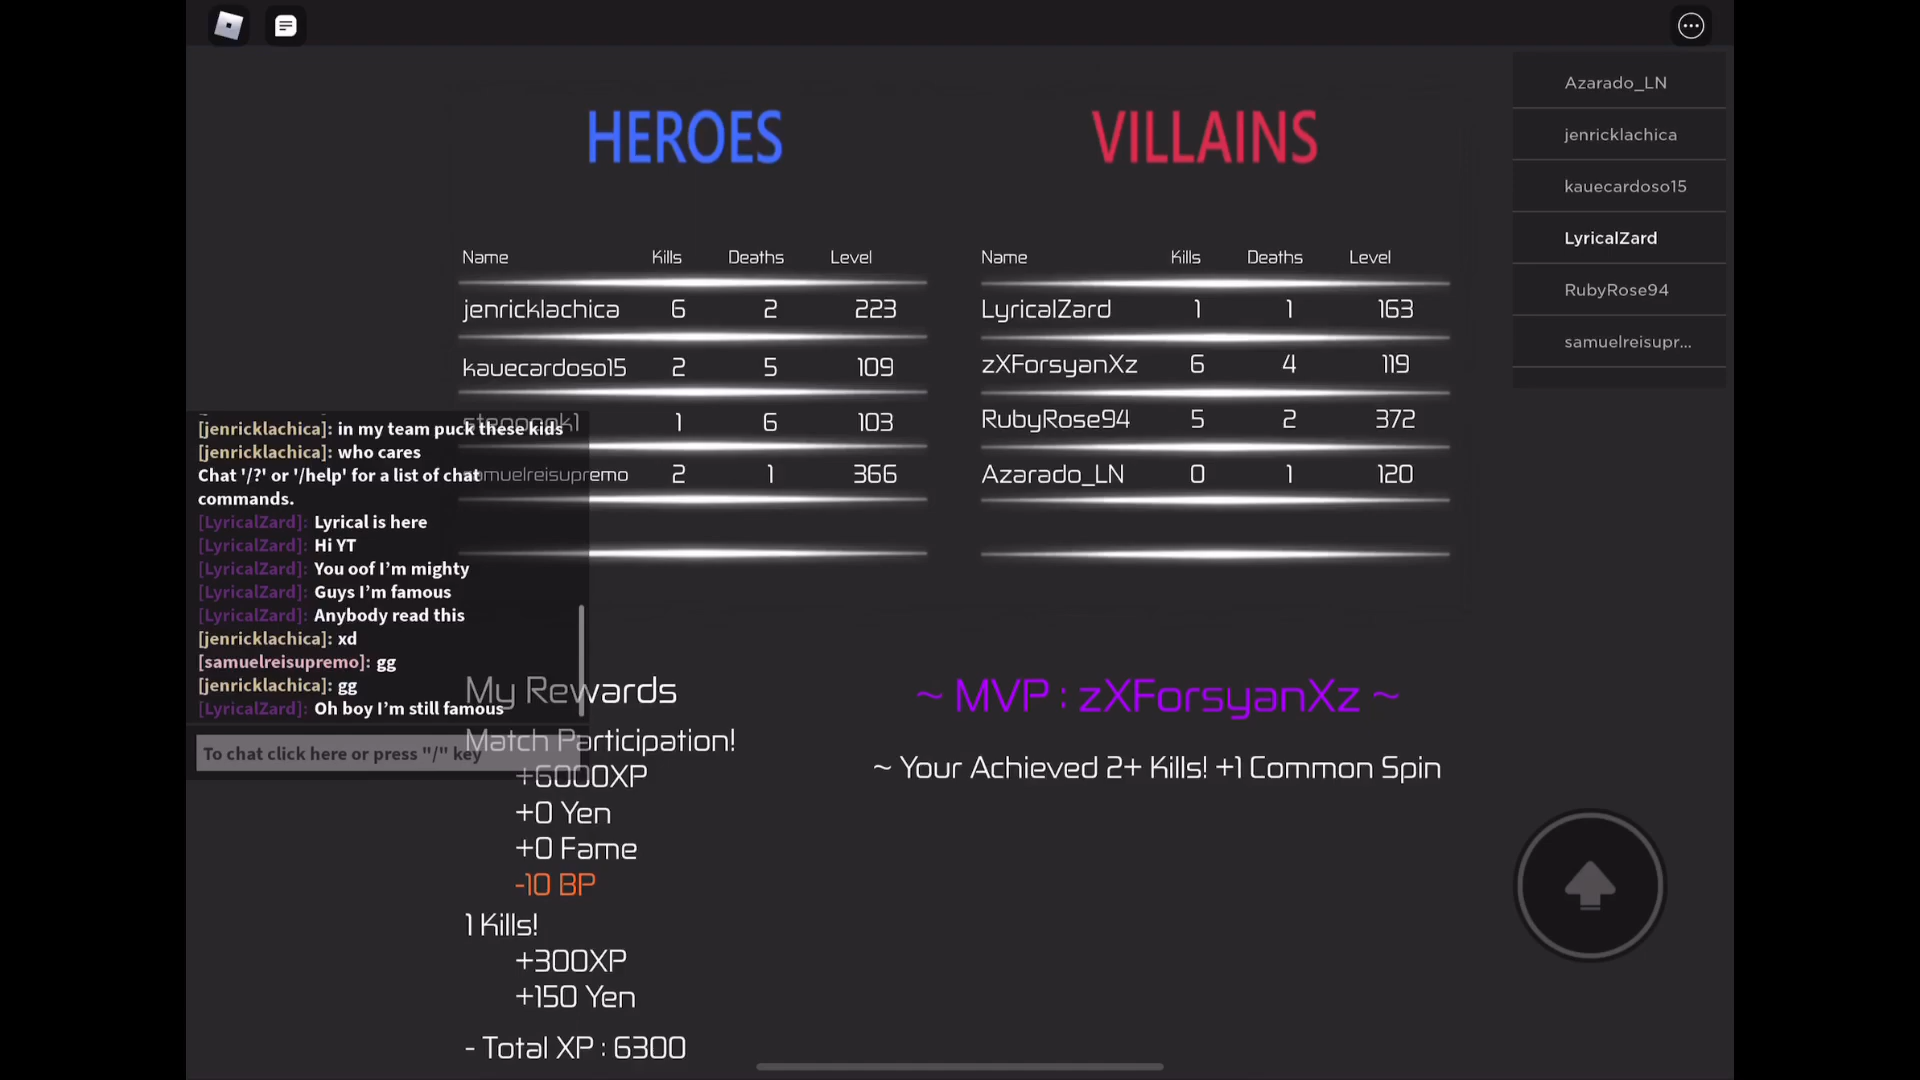 HEROES
VILLAINS
Name Kills Deaths Level
jenricklachica 6 2 223
kauecardoso15 2 5 109
1 6 103
samuelreisupremo 2 1 366
Name Kills Deaths Level
LyricalZard 1 1 163
zXForsyanXz 6 4 119
RubyRose94 5 2 372
Azarado_LN 0 1 120
Azarado_LN
jenricklachica
kauecardoso15
LyricalZard
RubyRose94
samuelreisupr...
[jenricklachica]: in my team puck these kids
[jenricklachica]: who cares
Chat '/?' or '/help' for a list of chat
commands.
[LyricalZard]: Lyrical is here
[LyricalZard]: Hi YT
[LyricalZard]: You oof I’m mighty
[LyricalZard]: Guys I’m famous
[LyricalZard]: Anybody read this
[jenricklachica]: xd
[samuelreisupremo]: gg
[jenricklachica]: gg
[LyricalZard]: Oh boy I’m still famous
To chat click here or press "/" key
My Rewards
Match Participation!
+6000XP
+0 Yen
+0 Fame
-10 BP
1 Kills!
+300XP
+150 Yen
- Total XP : 6300
~ MVP : zXForsyanXz ~
~ Your Achieved 2+ Kills! +1 Common Spin